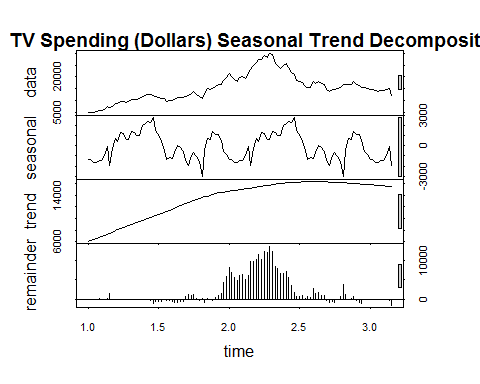 TV Spending (Dollars) Seasonal Trend Decomposit
data
5000 20000
seasonal
-3000 0 3000
trend
6000 14000
remainder
0 10000
1.0 1.5 2.0 2.5 3.0
time